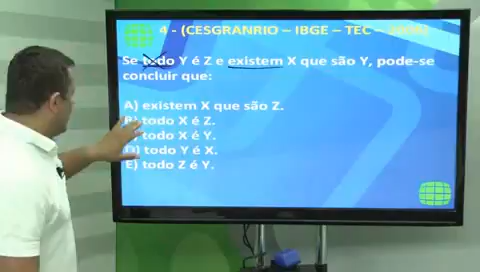 4 - (CESGRANRIO – IBGE – TEC –
Se todo Y é Z e existem X que são Y, pode-se
concluir que:
A) existem X que são Z.
B) todo X é Z.
todo X é Y.
D) todo Y é X.
E) todo Z é Y.